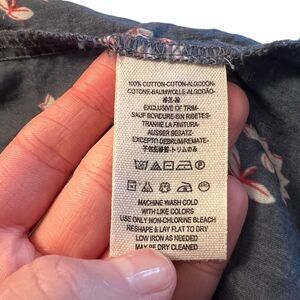 100% COTTON-COTON-ALGODÓN-
COTONE-BAUMWOLLE-ALGODÃO-
EXCLUSIVE OF TRIM-
SAUF BORDURE-SIN RIBETES-
TRANNE LA FINITURA-
AUSSER BESATZ-
EXCEPTO DEBRUM/REMATE-
MACHINE WASH COLD
WITH LIKE COLORS
USE ONLY NON-CHLORINE BLEACH
RESHAPE & LAY FLAT TO DRY
LOW IRON AS NEEDED
MAY BE DRY CLEANED